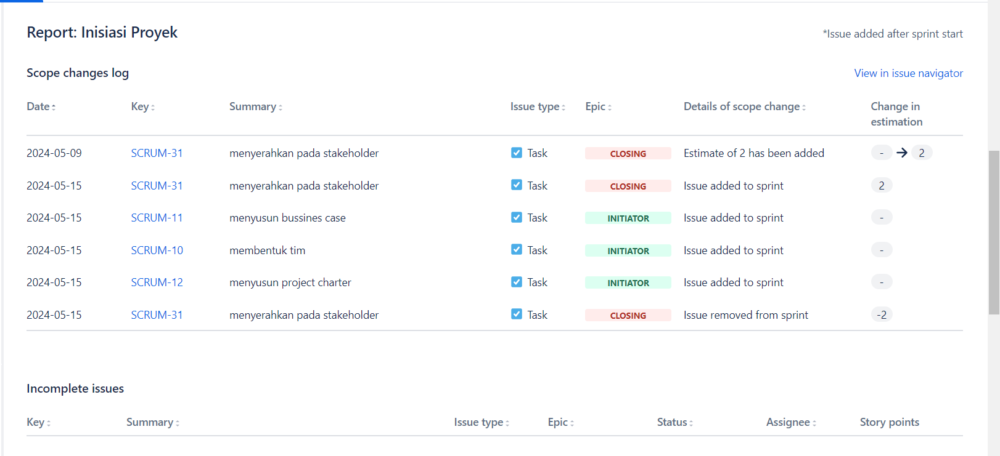 Report: Inisiasi Proyek
*Issue added after sprint start
Scope changes log
View in issue navigator
Date Key Summary Issue type Epic Details of scope change Change in estimation
2024-05-09 SCRUM-31 menyerahkan pada stakeholder Task CLOSING Estimate of 2 has been added - → 2
2024-05-15 SCRUM-31 menyerahkan pada stakeholder Task CLOSING Issue added to sprint 2
2024-05-15 SCRUM-11 menyusun bussines case Task INITIATOR Issue added to sprint -
2024-05-15 SCRUM-10 membentuk tim Task INITIATOR Issue added to sprint -
2024-05-15 SCRUM-12 menyusun project charter Task INITIATOR Issue added to sprint -
2024-05-15 SCRUM-31 menyerahkan pada stakeholder Task CLOSING Issue removed from sprint -2
Incomplete issues
Key Summary Issue type Epic Status Assignee Story points